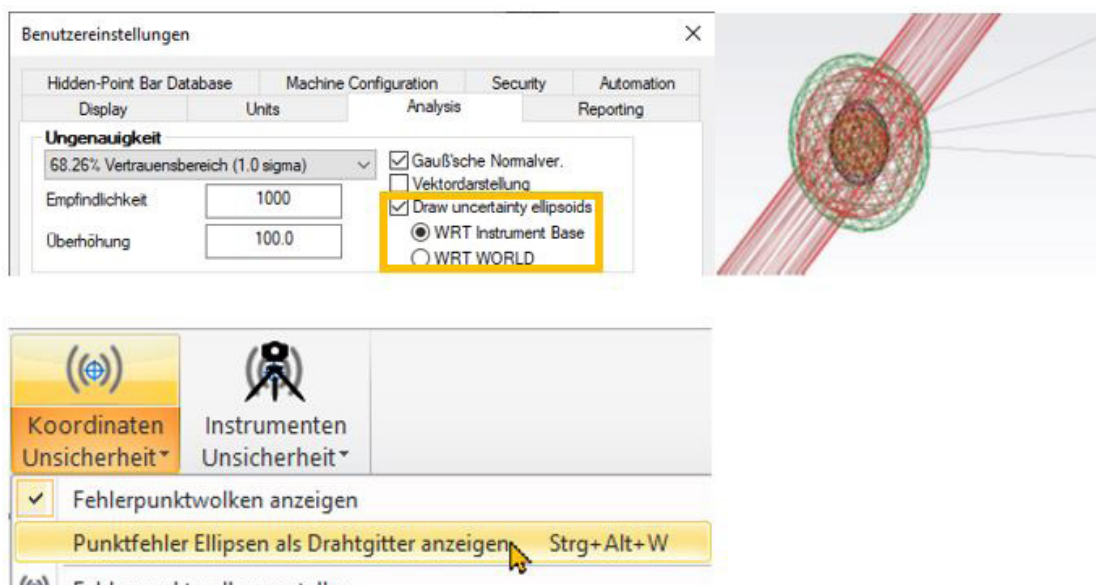 Benutzereinstellungen
Hidden-Point Bar Database Machine Configuration Security Automation
Display Units Analysis Reporting
Ungenauigkeit
68.26% Vertrauensbereich (1.0 sigma)
Gauß'sche Normalver.
Vektordarstellung
Empfindlichkeit 1000
Draw uncertainty ellipsoids
WRT Instrument Base
Überhöhung 100.0
WRT WORLD
Koordinaten Unsicherheit
Instrumenten Unsicherheit
Fehlerpunktwolken anzeigen
Punktfehler Ellipsen als Drahtgitter anzeigen Strg+Alt+W